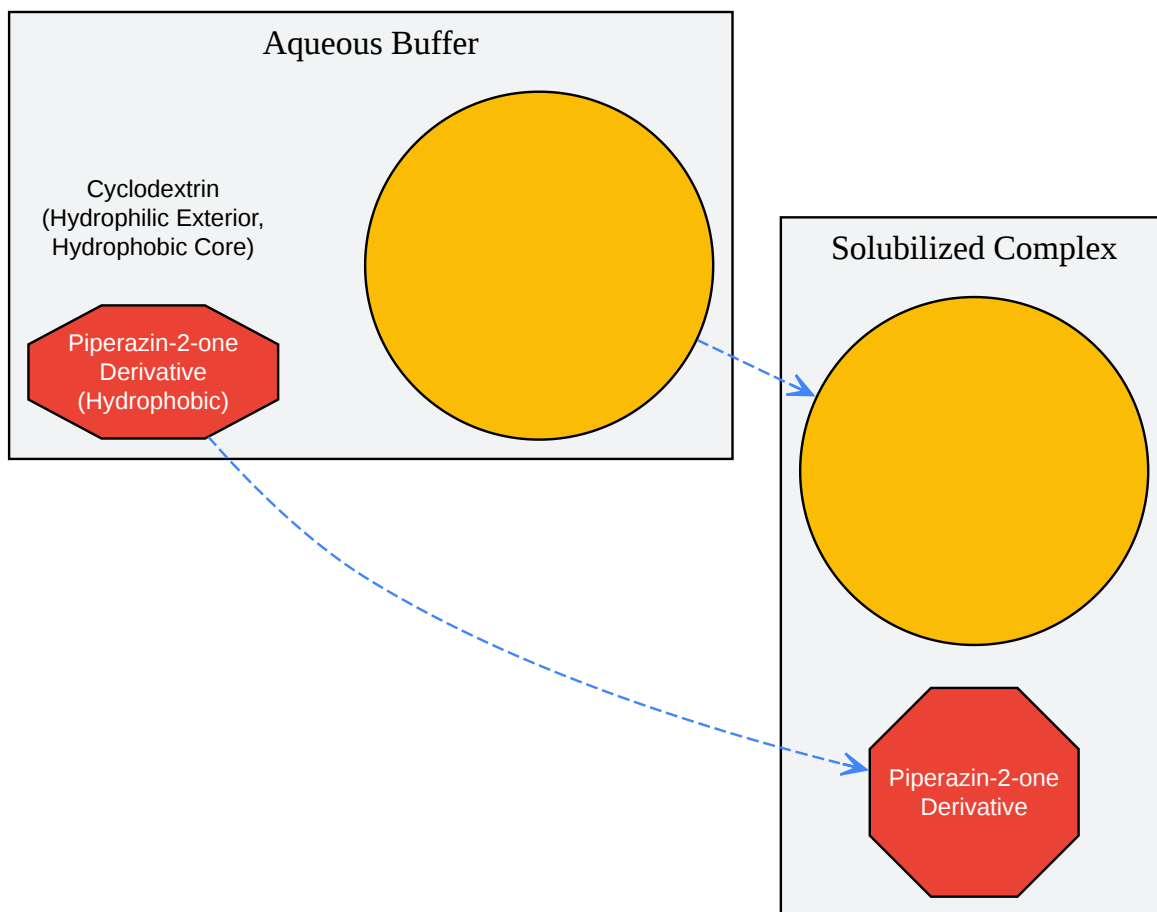 Aqueous Buffer
Cyclodextrin
(Hydrophilic Exterior,
Hydrophobic Core)
Piperazin-2-one
Derivative
(Hydrophobic)
Solubilized Complex
Piperazin-2-one
Derivative